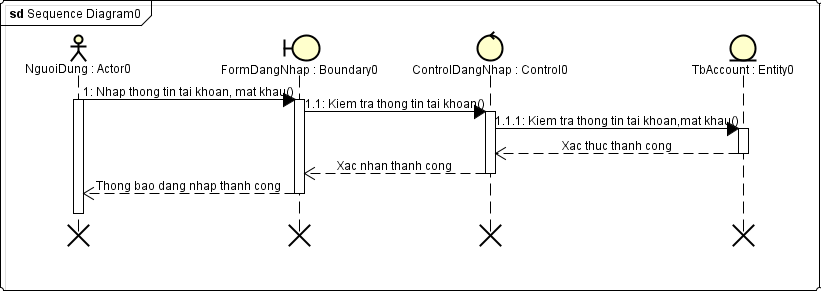 sd Sequence Diagram0
NguoiDung : Actor0
FormDangNhap : Boundary0
ControlDangNhap : Control0
TbAccount : Entity0
1: Nhap thong tin tai khoan, mat khau()
1.1: Kiem tra thong tin tai khoan()
1.1.1: Kiem tra thong tin tai khoan,mat khau()
Xac thuc thanh cong
Xac nhan thanh cong
Thong bao dang nhap thanh cong